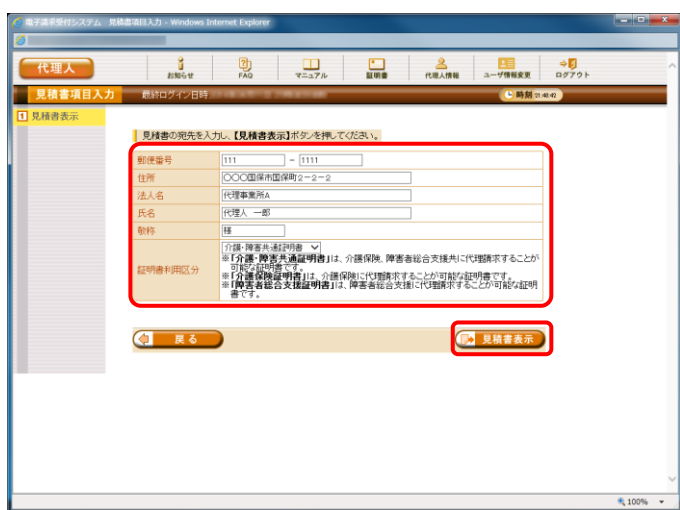 電子請求受付システム 見積書項目入力 - Windows Internet Explorer
代理人
お知らせ FAQ マニュアル 証明書 代理人情報 ユーザ情報変更 ログアウト
見積書項目入力 最終ログイン日時
時刻 21:48:42
1 見積書表示
見積書の宛先を入力し、【見積書表示】ボタンを押してください。
郵便番号 111 - 1111
住所 〇〇〇国保市国保町2-2-2
法人名 代理事業所A
氏名 代理人 一郎
敬称 様
証明書利用区分 介護・障害共通証明書
※「介護・障害共通証明書」は、介護保険、障害者総合支援共に代理請求することが
可能な証明書です。
※「介護保険証明書」は、介護保険に代理請求することが可能な証明書です。
※「障害者総合支援証明書」は、障害者総合支援に代理請求することが可能な証明
書です。
戻る 見積書表示
100%